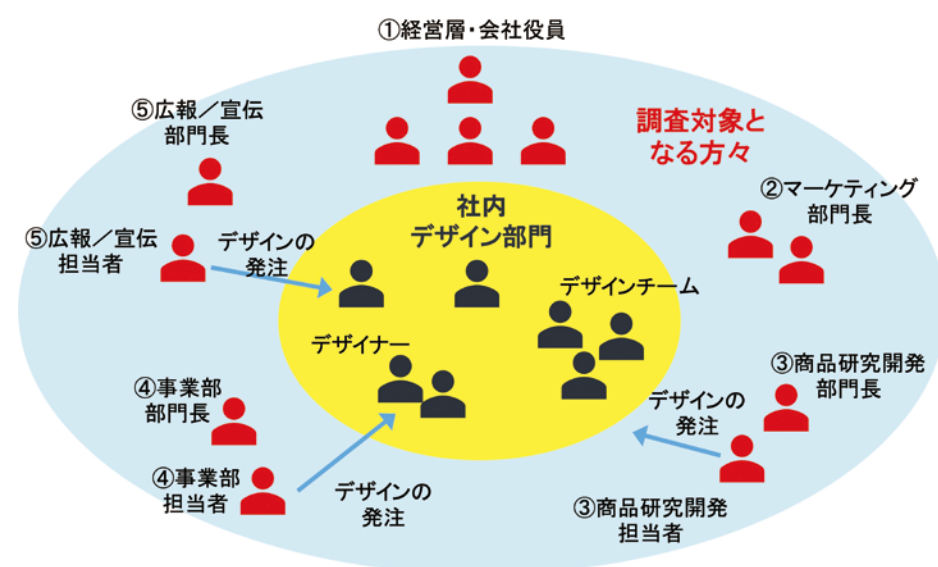 ①経営層・会社役員
⑤広報／宣伝
部門長
調査対象と
なる方々
②マーケティング
部門長
社内
デザイン部門
⑤広報／宣伝
担当者
デザインの
発注
デザインチーム
デザイナー
③商品研究開発
部門長
④事業部
部門長
デザインの
発注
④事業部
担当者
デザインの
発注
③商品研究開発
担当者